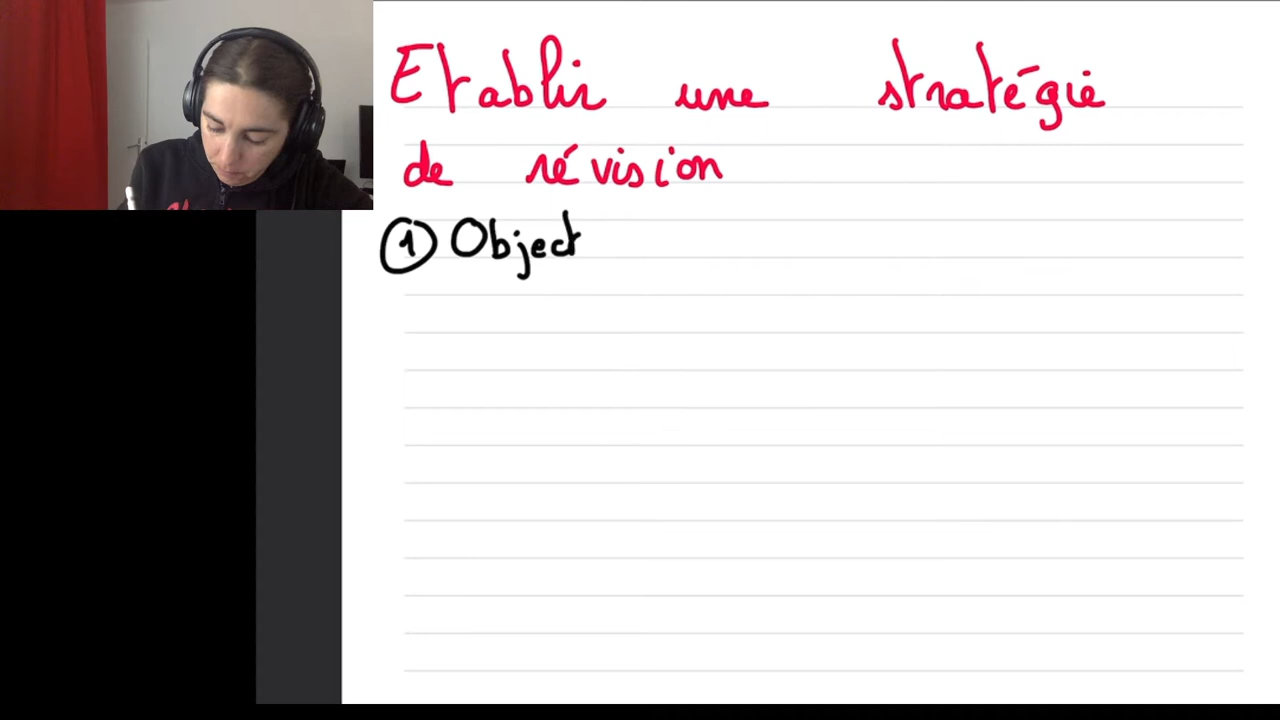 Etablir une stratégie
de révision
① Object